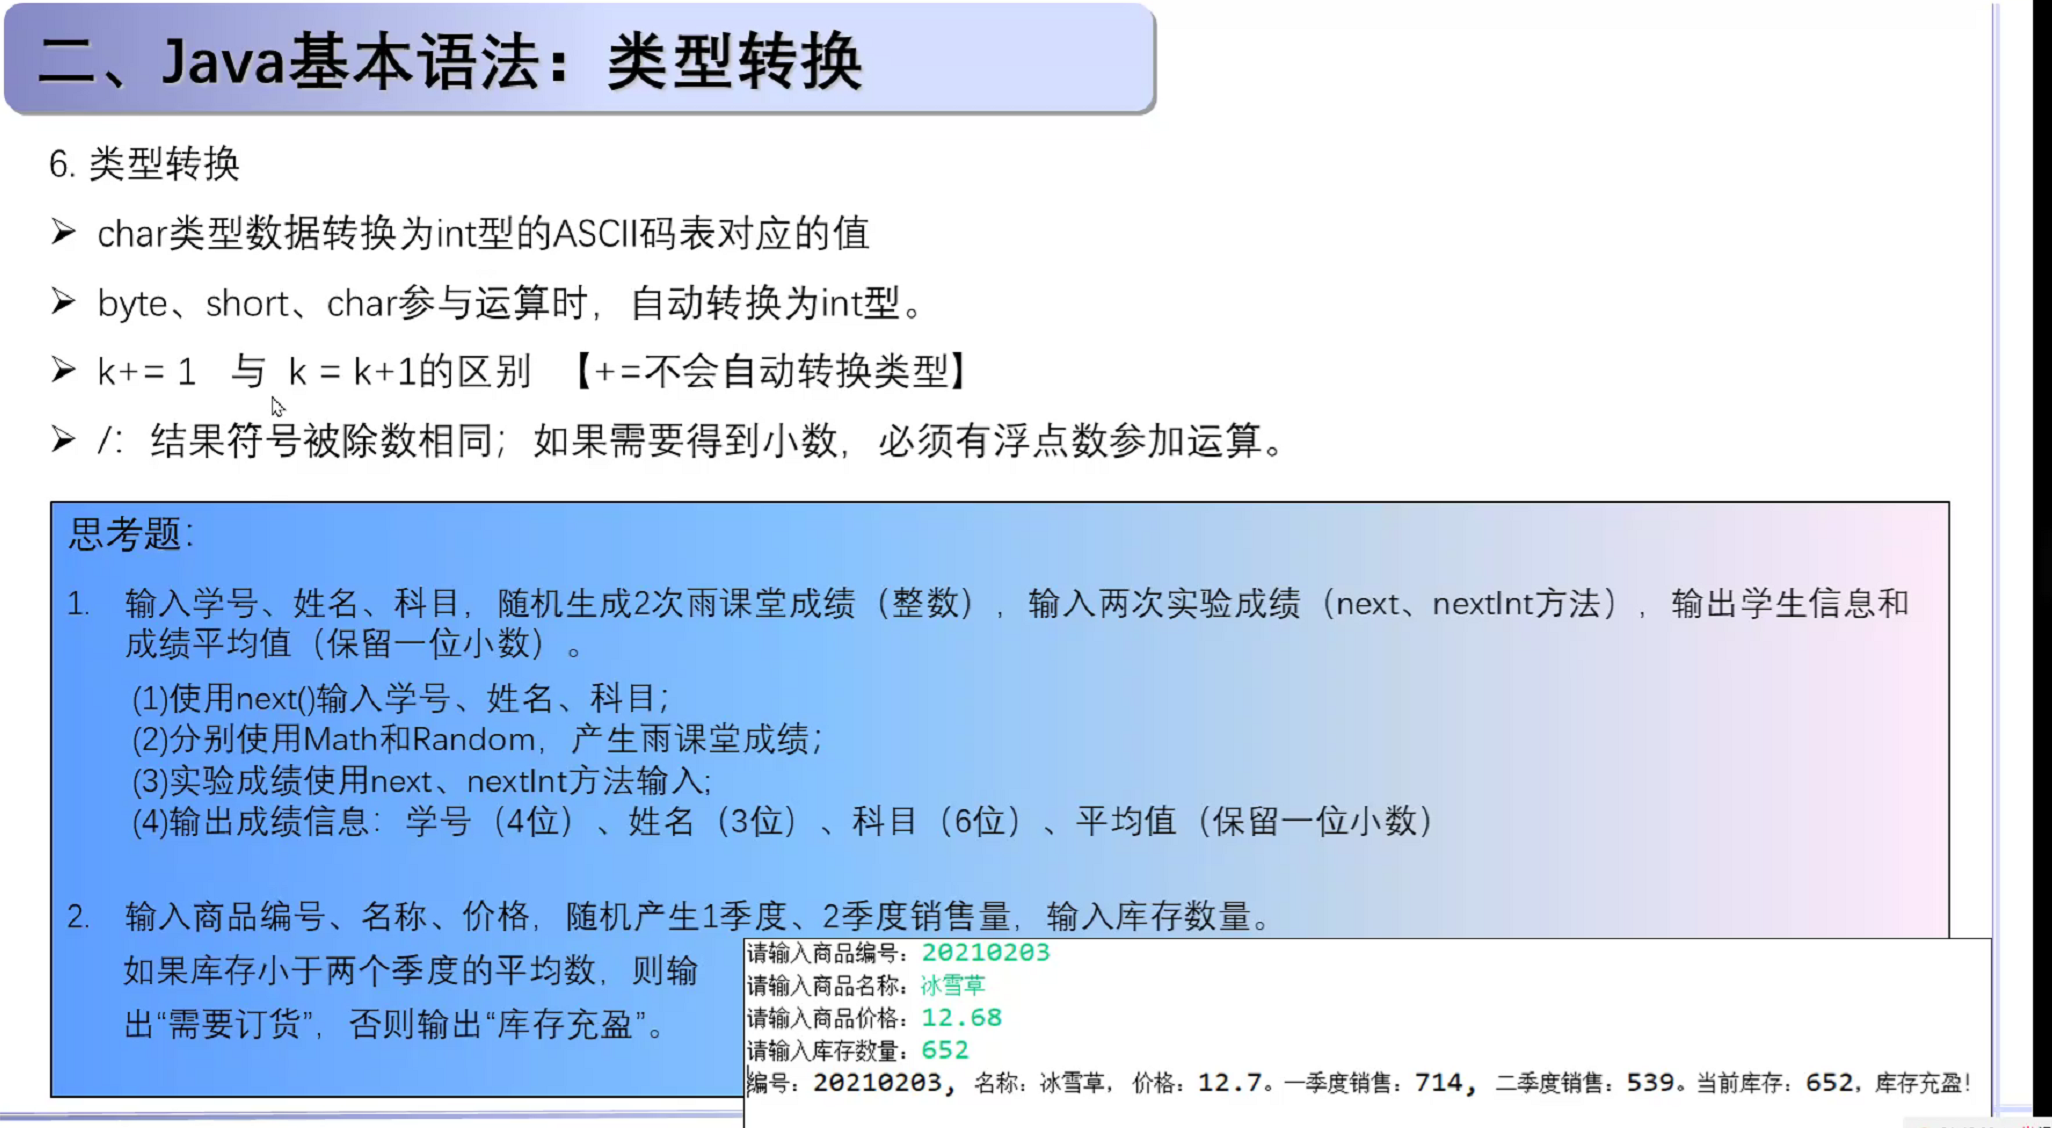 二、Java基本语法：类型转换
6. 类型转换
➢ char类型数据转换为int型的ASCII码表对应的值
➢ byte、short、char参与运算时，自动转换为int型。
➢ k+= 1 与 k = k+1的区别 【+=不会自动转换类型】
➢ /: 结果符号被除数相同；如果需要得到小数，必须有浮点数参加运算。
思考题：
1. 输入学号、姓名、科目，随机生成2次雨课堂成绩（整数），输入两次实验成绩（next、nextInt方法），输出学生信息和
成绩平均值（保留一位小数）。
(1)使用next()输入学号、姓名、科目；
(2)分别使用Math和Random，产生雨课堂成绩；
(3)实验成绩使用next、nextInt方法输入;
(4)输出成绩信息：学号（4位）、姓名（3位）、科目（6位）、平均值（保留一位小数）
2. 输入商品编号、名称、价格，随机产生1季度、2季度销售量，输入库存数量。
如果库存小于两个季度的平均数，则输
出“需要订货”，否则输出“库存充盈”。
请输入商品编号：20210203
请输入商品名称：冰雪草
请输入商品价格：12.68
请输入库存数量：652
编号：20210203, 名称：冰雪草， 价格：12.7。一季度销售：714, 二季度销售：539。当前库存：652，库存充盈！